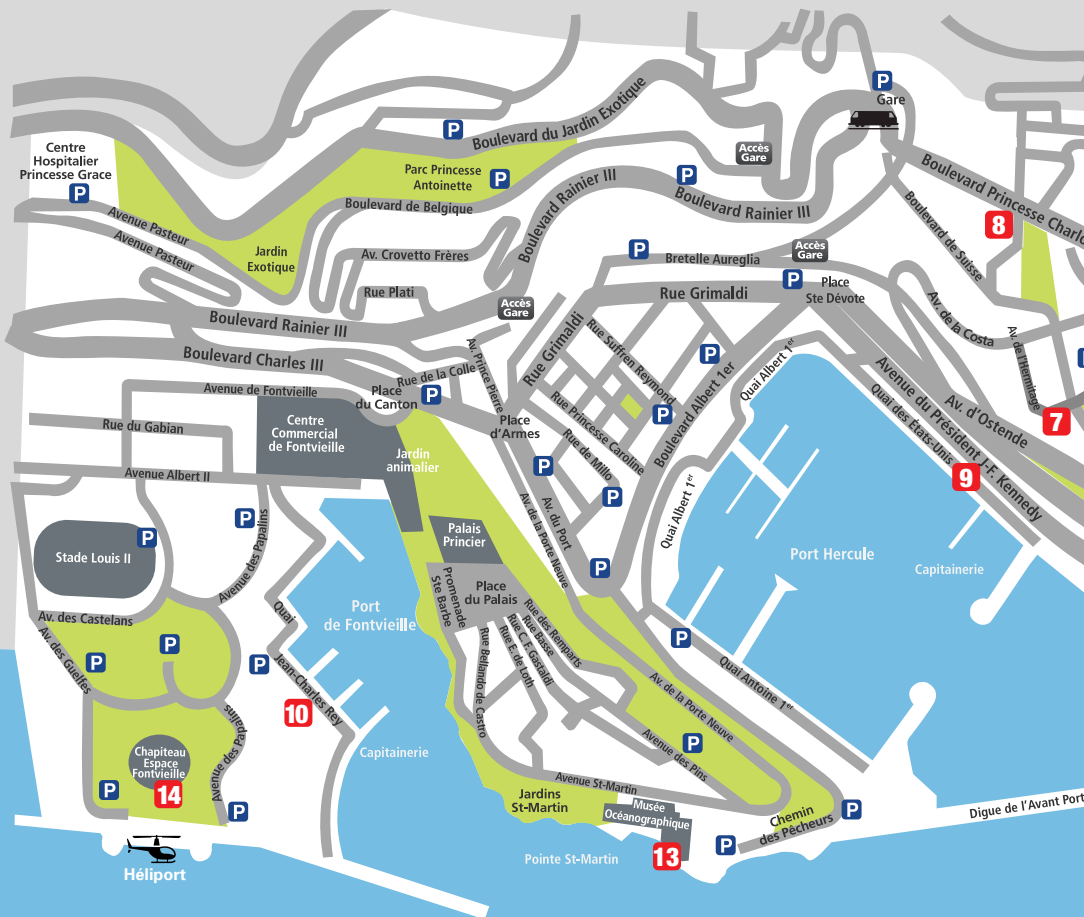 P
Gare
Boulevard du Jardin Exotique
P
Centre
Hospitalier
Princesse Grace
P
Accès
Gare
Parc Princesse
Antoinette
P
P
Boulevard Princesse Charle
Boulevard Rainier III
Boulevard Rainier III
Boulevard de Belgique
Avenue Pasteur
Avenue Pasteur
Jardin
Exotique
Av. Crovetto Frères
Boulevard de Suisse
8
P
Bretelle Aureglia
Accès
Gare
P
Place
Ste Dévote
Rue Plati
Rue Grimaldi
Accès
Gare
Boulevard Rainier III
Boulevard Charles III
Av. de la Costa
Av. de l'Hermitage
Rue Grimaldi
Rue Suffren Reymond
P
Quai Albert 1er
Avenue du Président J-F. Kennedy
Av. Prince Pierre
Rue de la Colle
Avenue de Fontvieille
Place
du Canton
P
Boulevard Albert 1er
Quai des États-Unis
Av. d'Ostende
7
Centre
Commercial
de Fontvieille
Place
d'Armes
Rue Princesse Caroline
P
Rue du Gabian
Rue de Millo
Jardin
animalier
Avenue Albert II
P
P
9
Quai Albert 1er
Av. du Port
Av. de la Porte Neuve
P
P
Stade Louis II
Palais
Princier
Port Hercule
Capitainerie
Avenue des Papalins
P
Promenade
Ste Barbe
Place
du Palais
Port
de Fontvieille
Av. des Castelans
Quai
Jean-Charles Rey
Rue des Remparts
Rue Basse
Rue C. F. Gastaldi
Rue E. de Loth
Rue Bellando de Castro
P
P
P
P
Av. des Guelfes
Quai Antoine 1er
Av. de la Porte Neuve
10
Avenue des Papalins
Avenue des Pins
P
Capitainerie
Chapiteau
Espace
Fontvieille
14
P
P
Avenue St-Martin
Jardins
St-Martin
Musée
Océanographique
Chemin
des Pêcheurs
P
Digue de l'Avant Port
P
13
Pointe St-Martin
Héliport